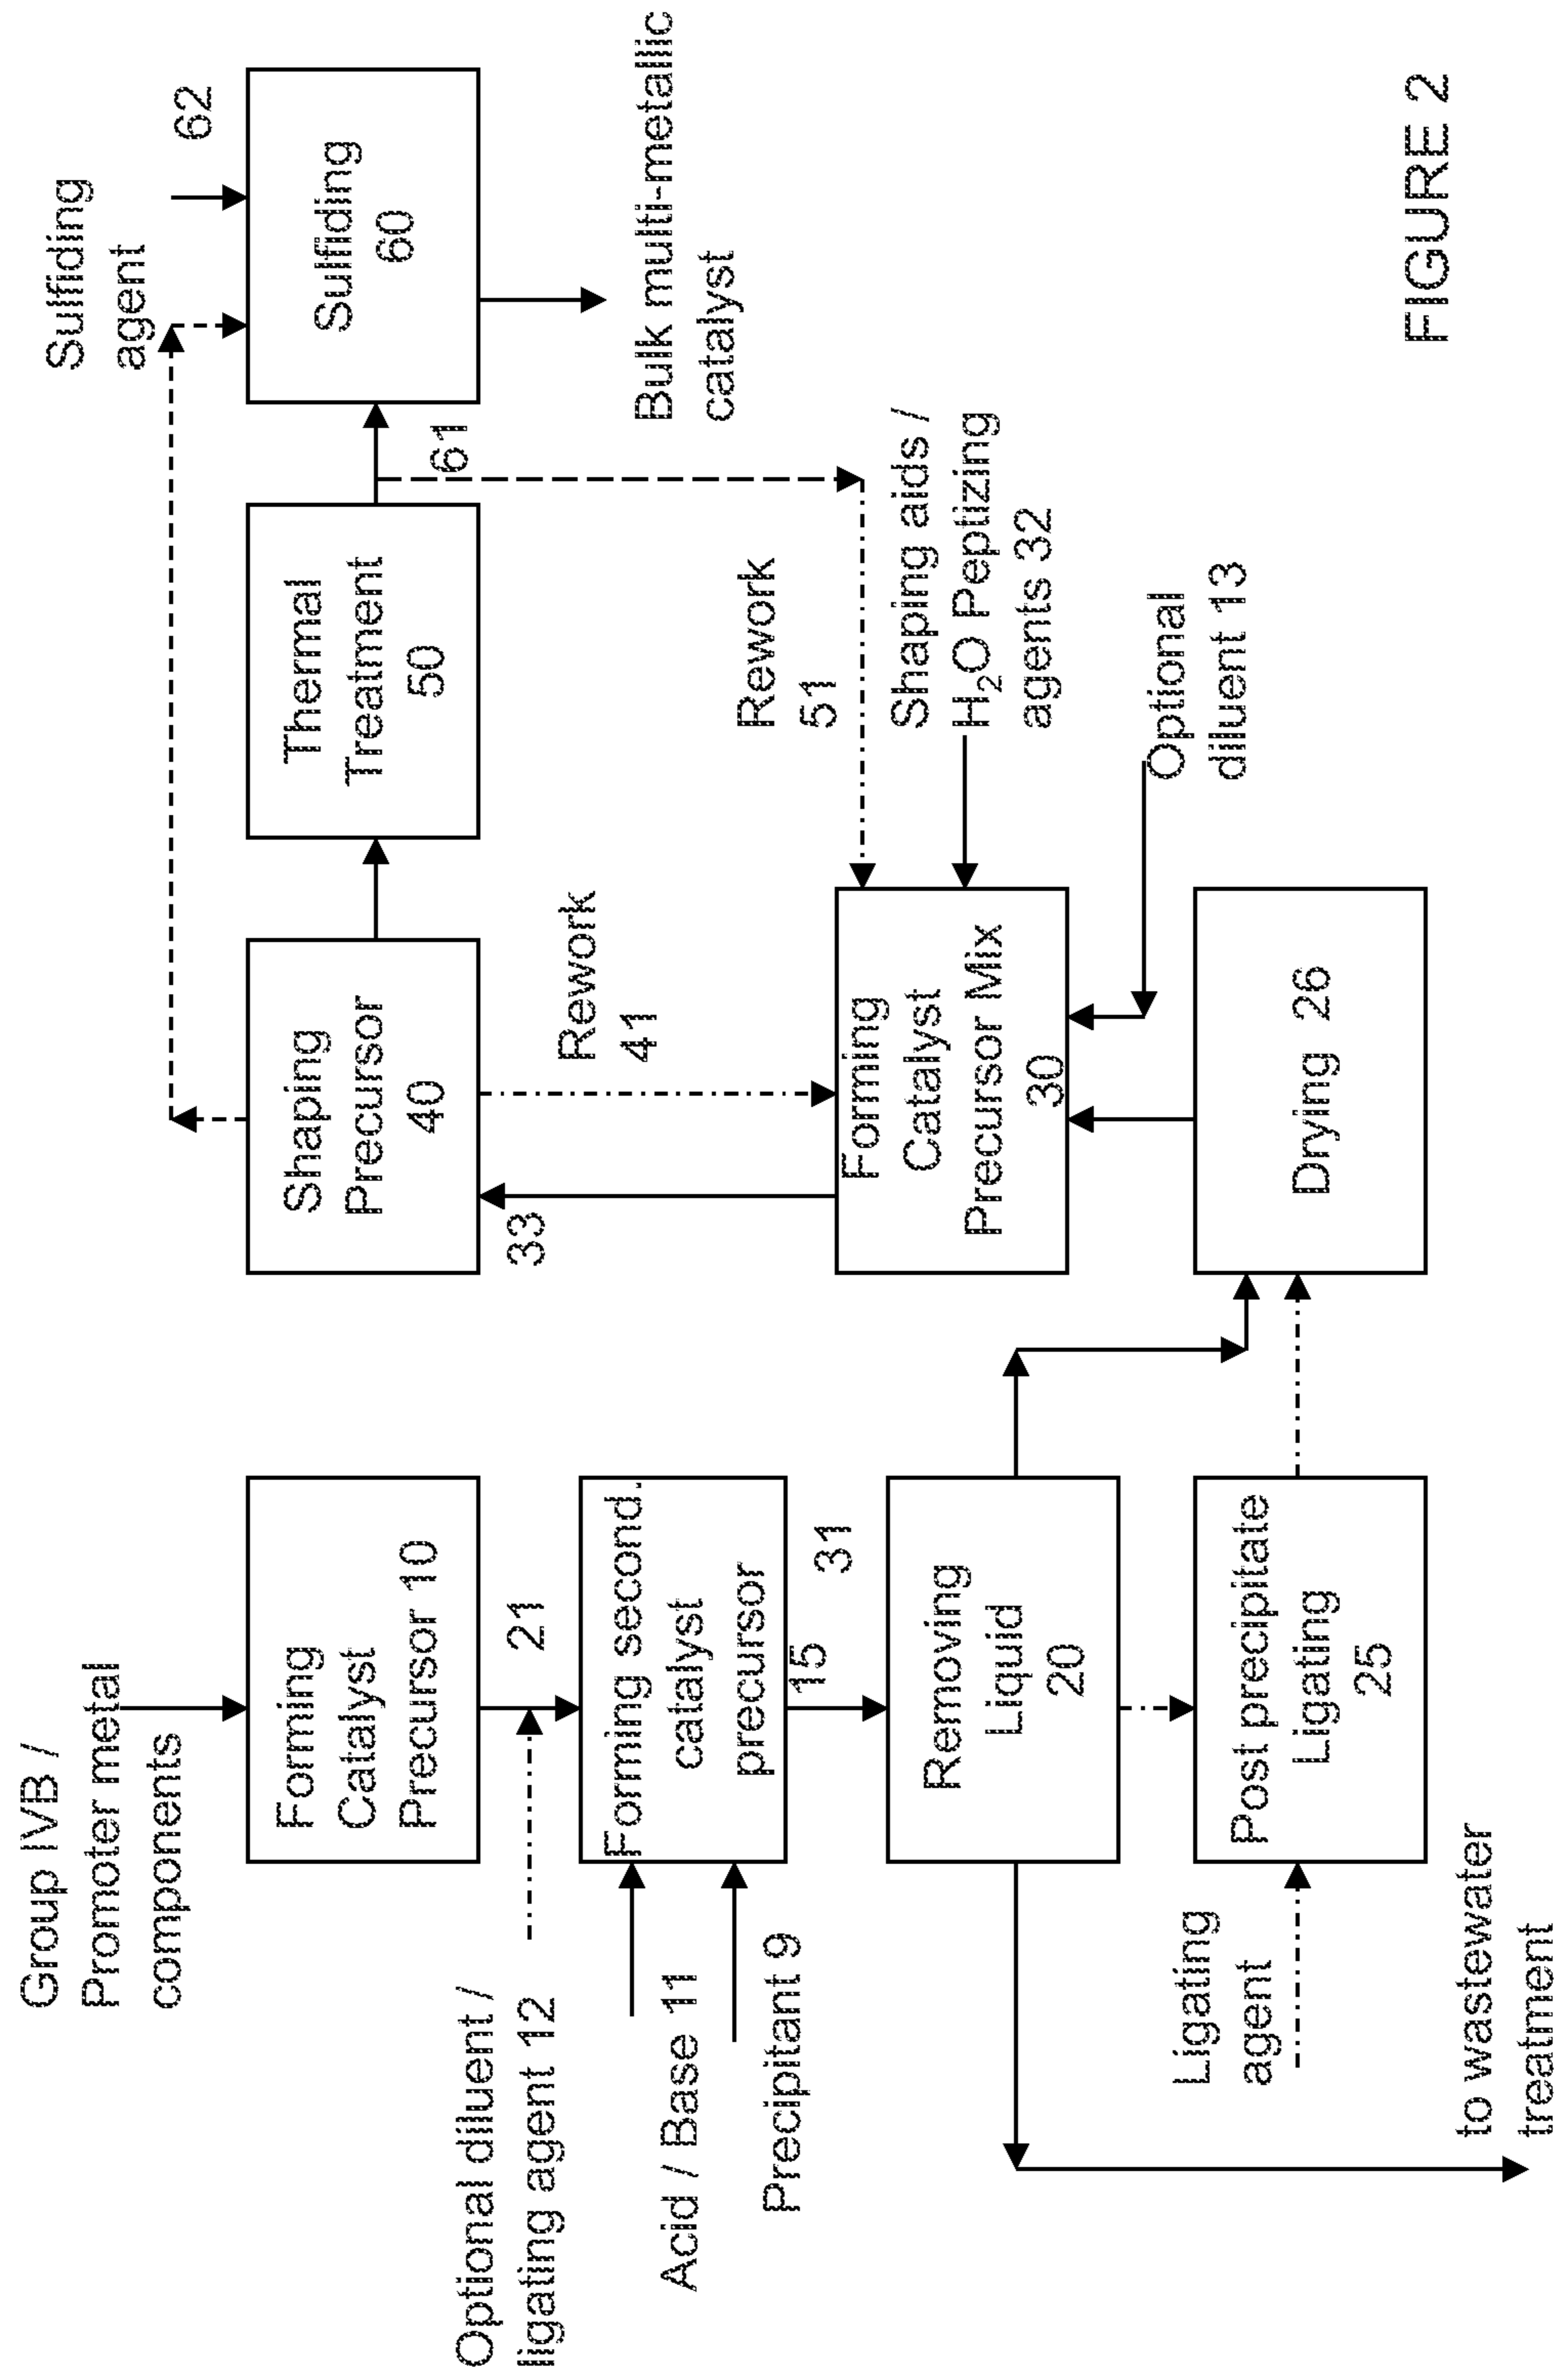 Group IVB /
Promoter metal
components
Forming
Catalyst
Precursor 10
21
Optional diluent /
ligating agent 12
Forming second.
catalyst
precursor
15
Acid / Base 11
Precipitant 9
31
Removing
Liquid
20
Post precipitate
Ligating
25
Ligating
agent
to wastewater
treatment
Drying 26
Forming
Catalyst
Precursor Mix
30
33
Shaping
Precursor
40
Rework
41
Thermal
Treatment
50
Rework
51
Shaping aids /
H₂O Peptizing
agents 32
Optional
diluent 13
61
Sulfiding
agent
62
Sulfiding
60
Bulk multi-metallic
catalyst
FIGURE 2